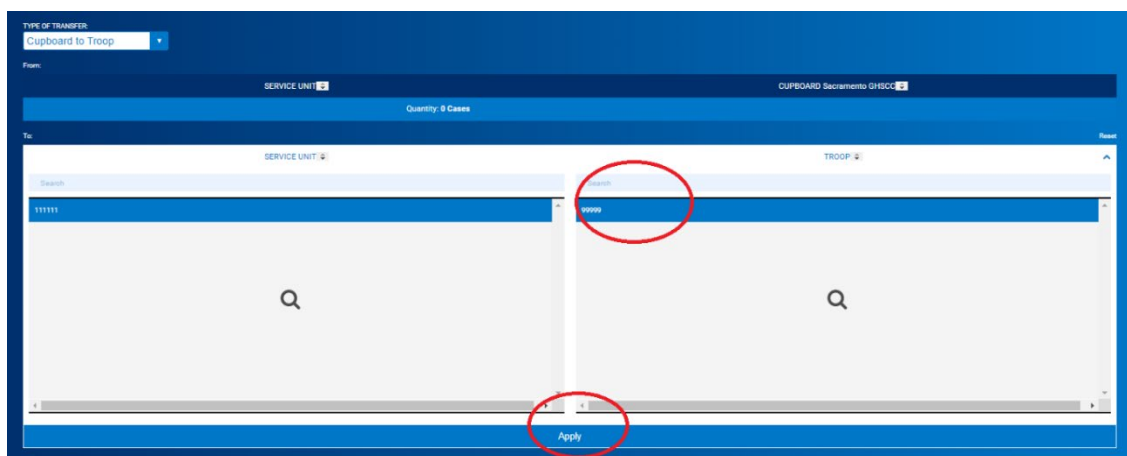 TYPE OF TRANSFER:
Cupboard to Troop
From:
SERVICE UNIT CUPBOARD Sacramento GHSCC
Quantity: 0 Cases
To: Reset
SERVICE UNIT TROOP
Search Search
111111 99999
Apply